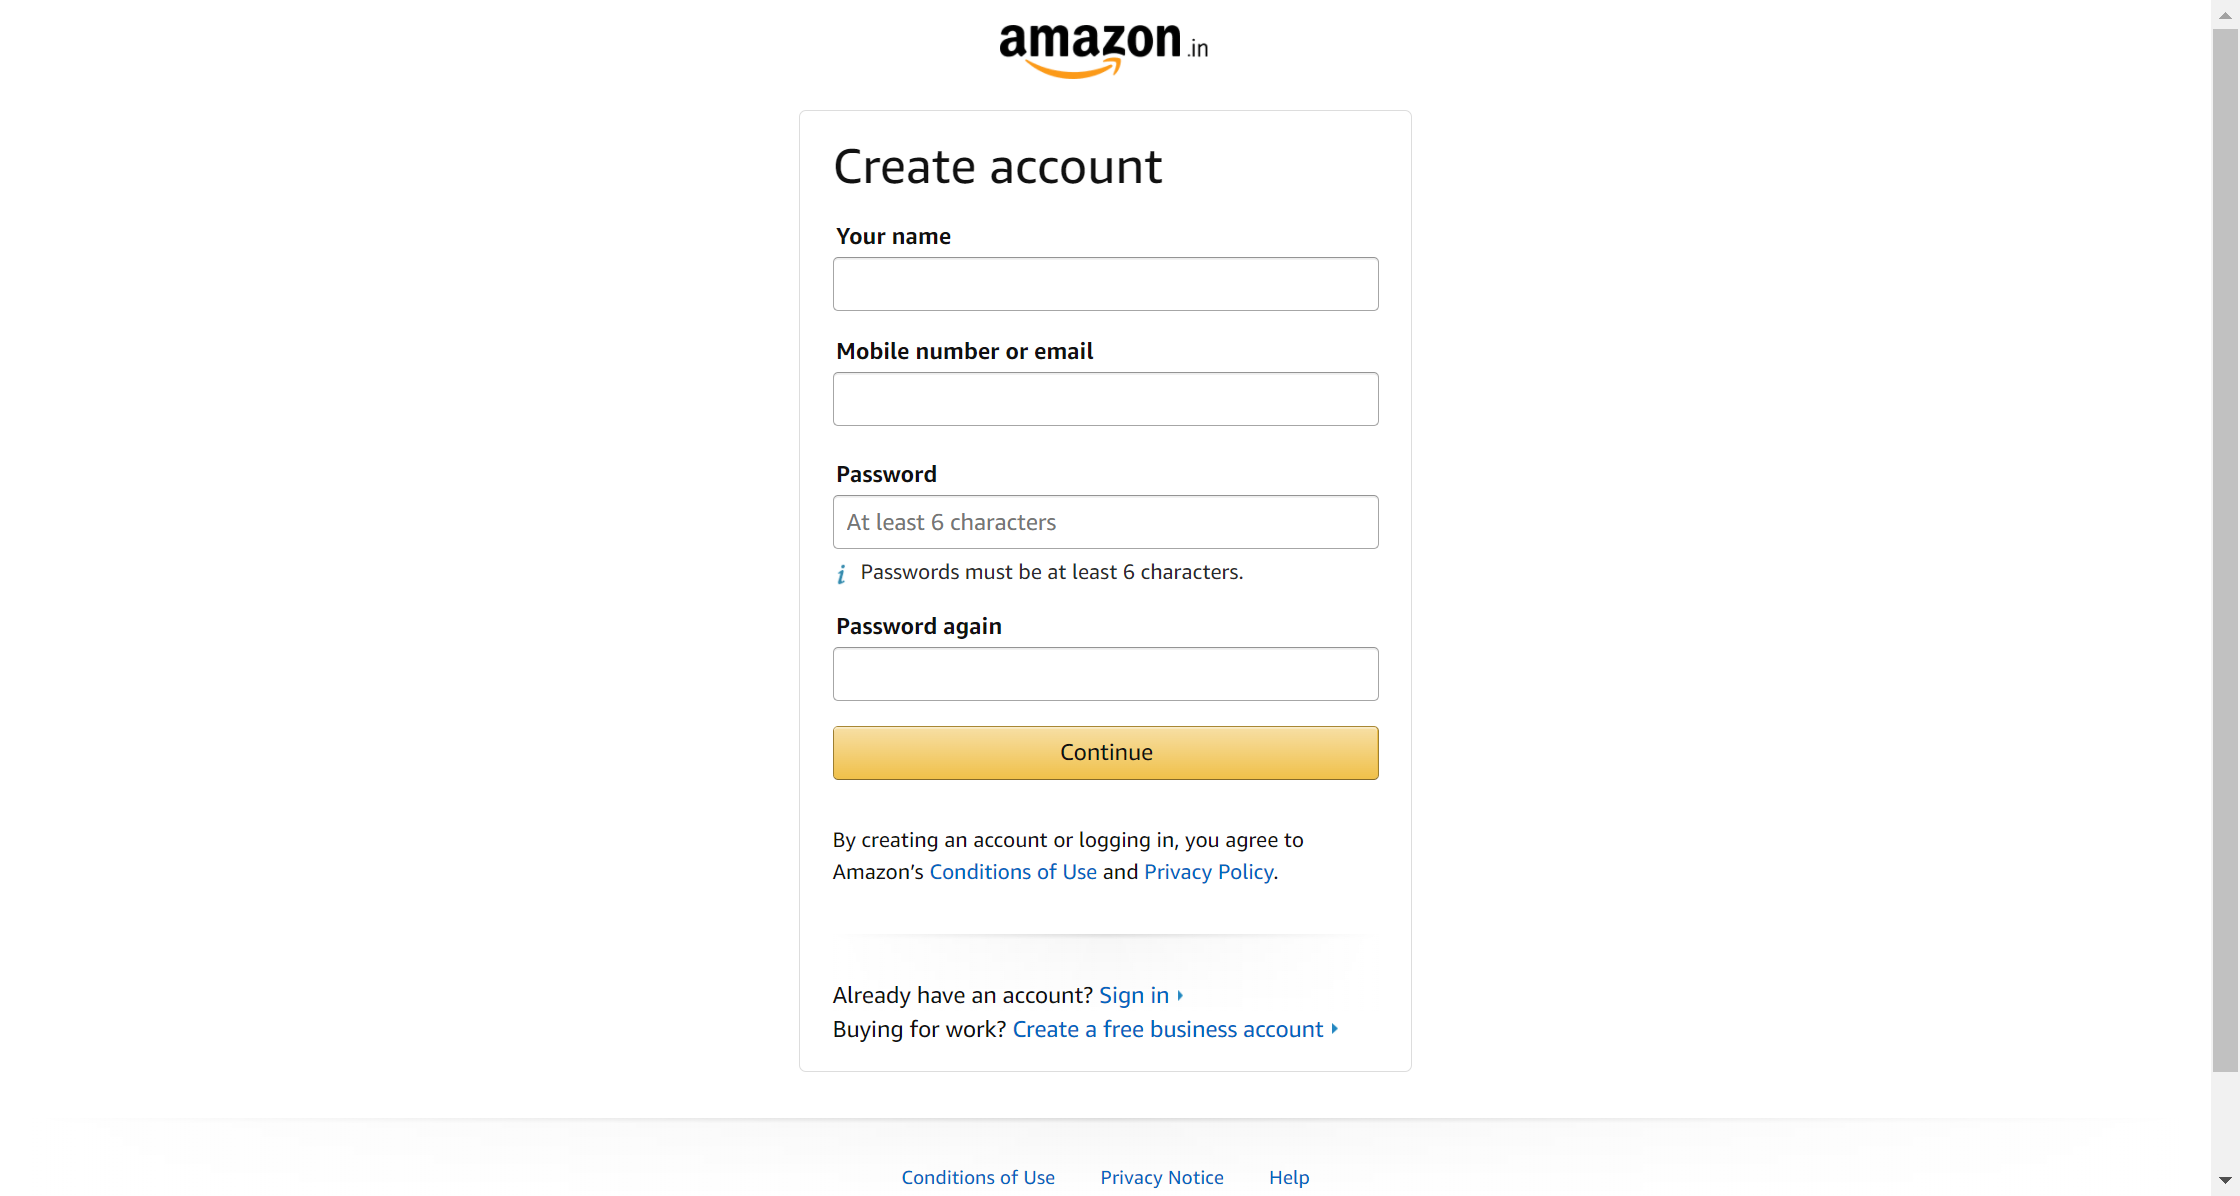 amazon.in
Create account
Your name
Mobile number or email
Password
At least 6 characters
i Passwords must be at least 6 characters.
Password again
Continue
By creating an account or logging in, you agree to
Amazon’s Conditions of Use and Privacy Policy.
Already have an account? Sign in
Buying for work? Create a free business account
Conditions of Use Privacy Notice Help